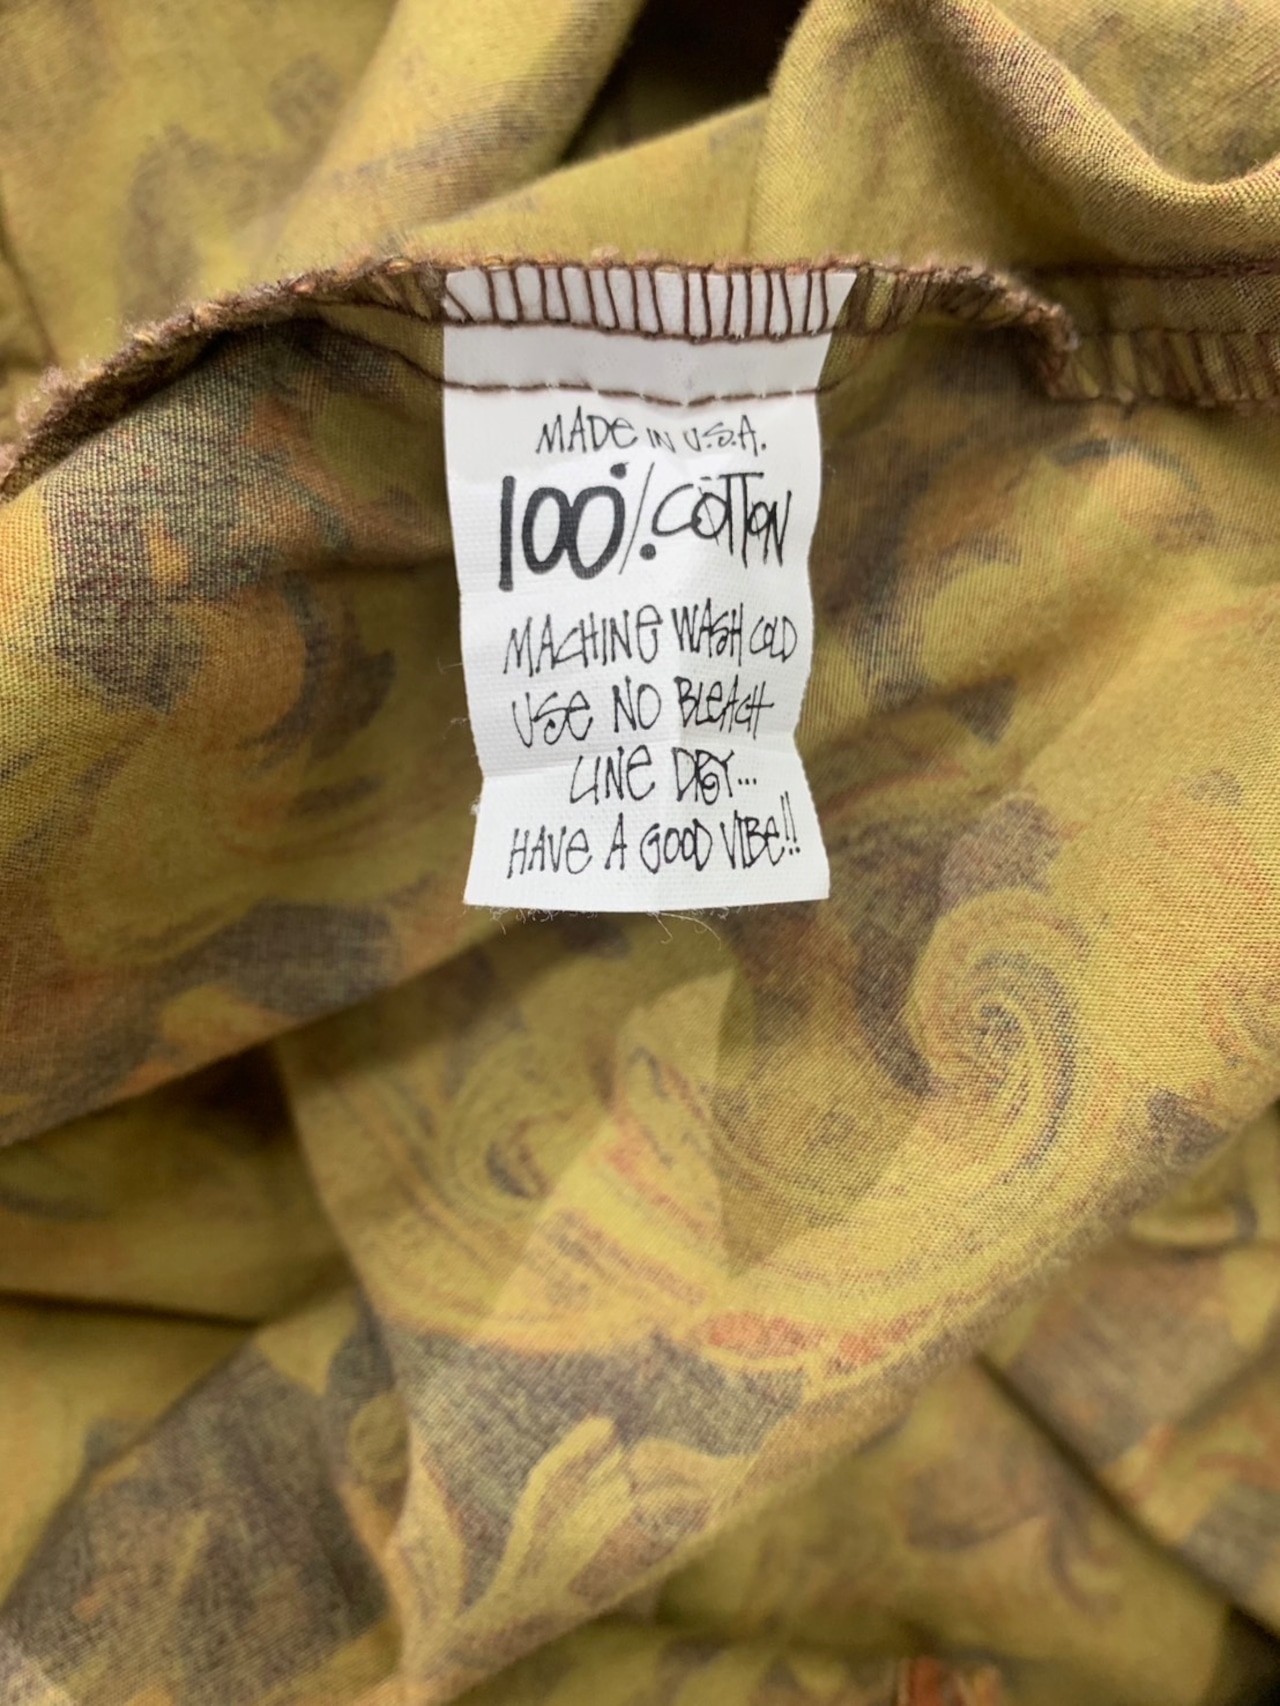 MADE IN U.S.A.
100% COTTON
MACHINE WASH COLD
USE NO BLEACH
LINE DRY...
HAVE A GOOD VIBE!!